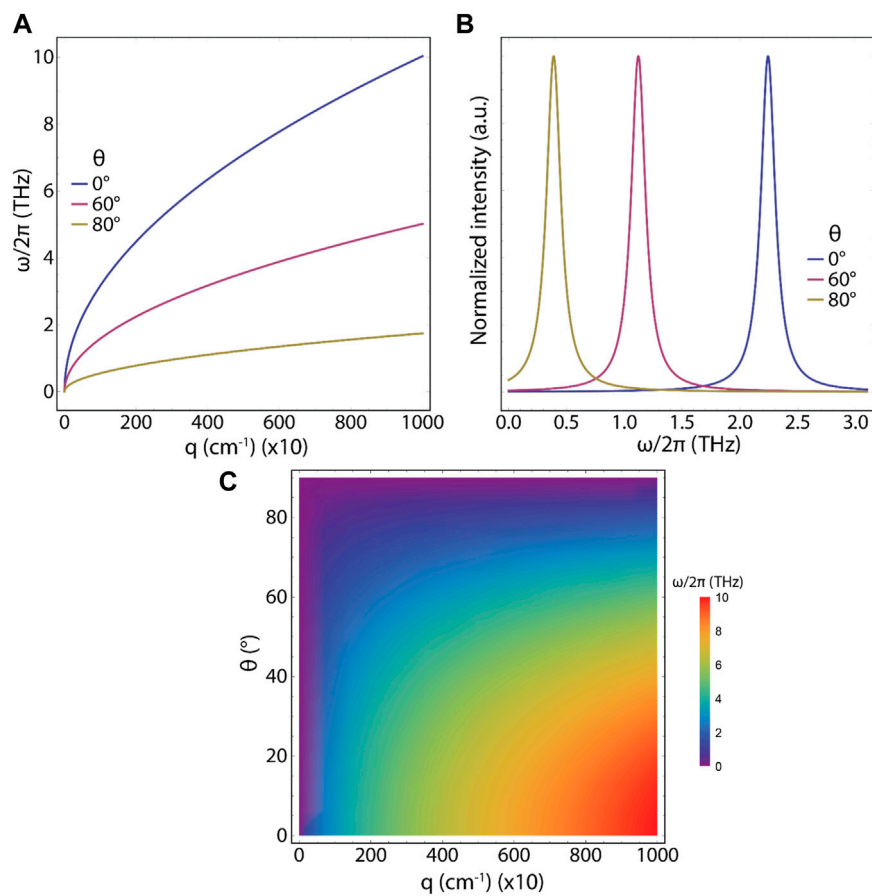 A
10
8
6
4
2
0
ω/2π (THz)
θ
0°
60°
80°
0 200 400 600 800 1000
q (cm⁻¹) (x10)
B
Normalized intensity (a.u.)
θ
0°
60°
80°
0.0 0.5 1.0 1.5 2.0 2.5 3.0
ω/2π (THz)
C
80
60
40
20
0
θ (°)
0 200 400 600 800 1000
q (cm⁻¹) (x10)
ω/2π (THz)
10
8
6
4
2
0